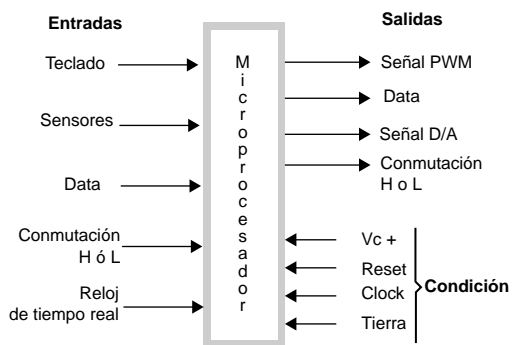 Entradas
Teclado
Sensores
Data
Conmutación
H ó L
Reloj
de tiempo real
Microprocesador
Salidas
Señal PWM
Data
Señal D/A
Conmutación
H o L
Vc +
Reset
Clock
Tierra
Condición